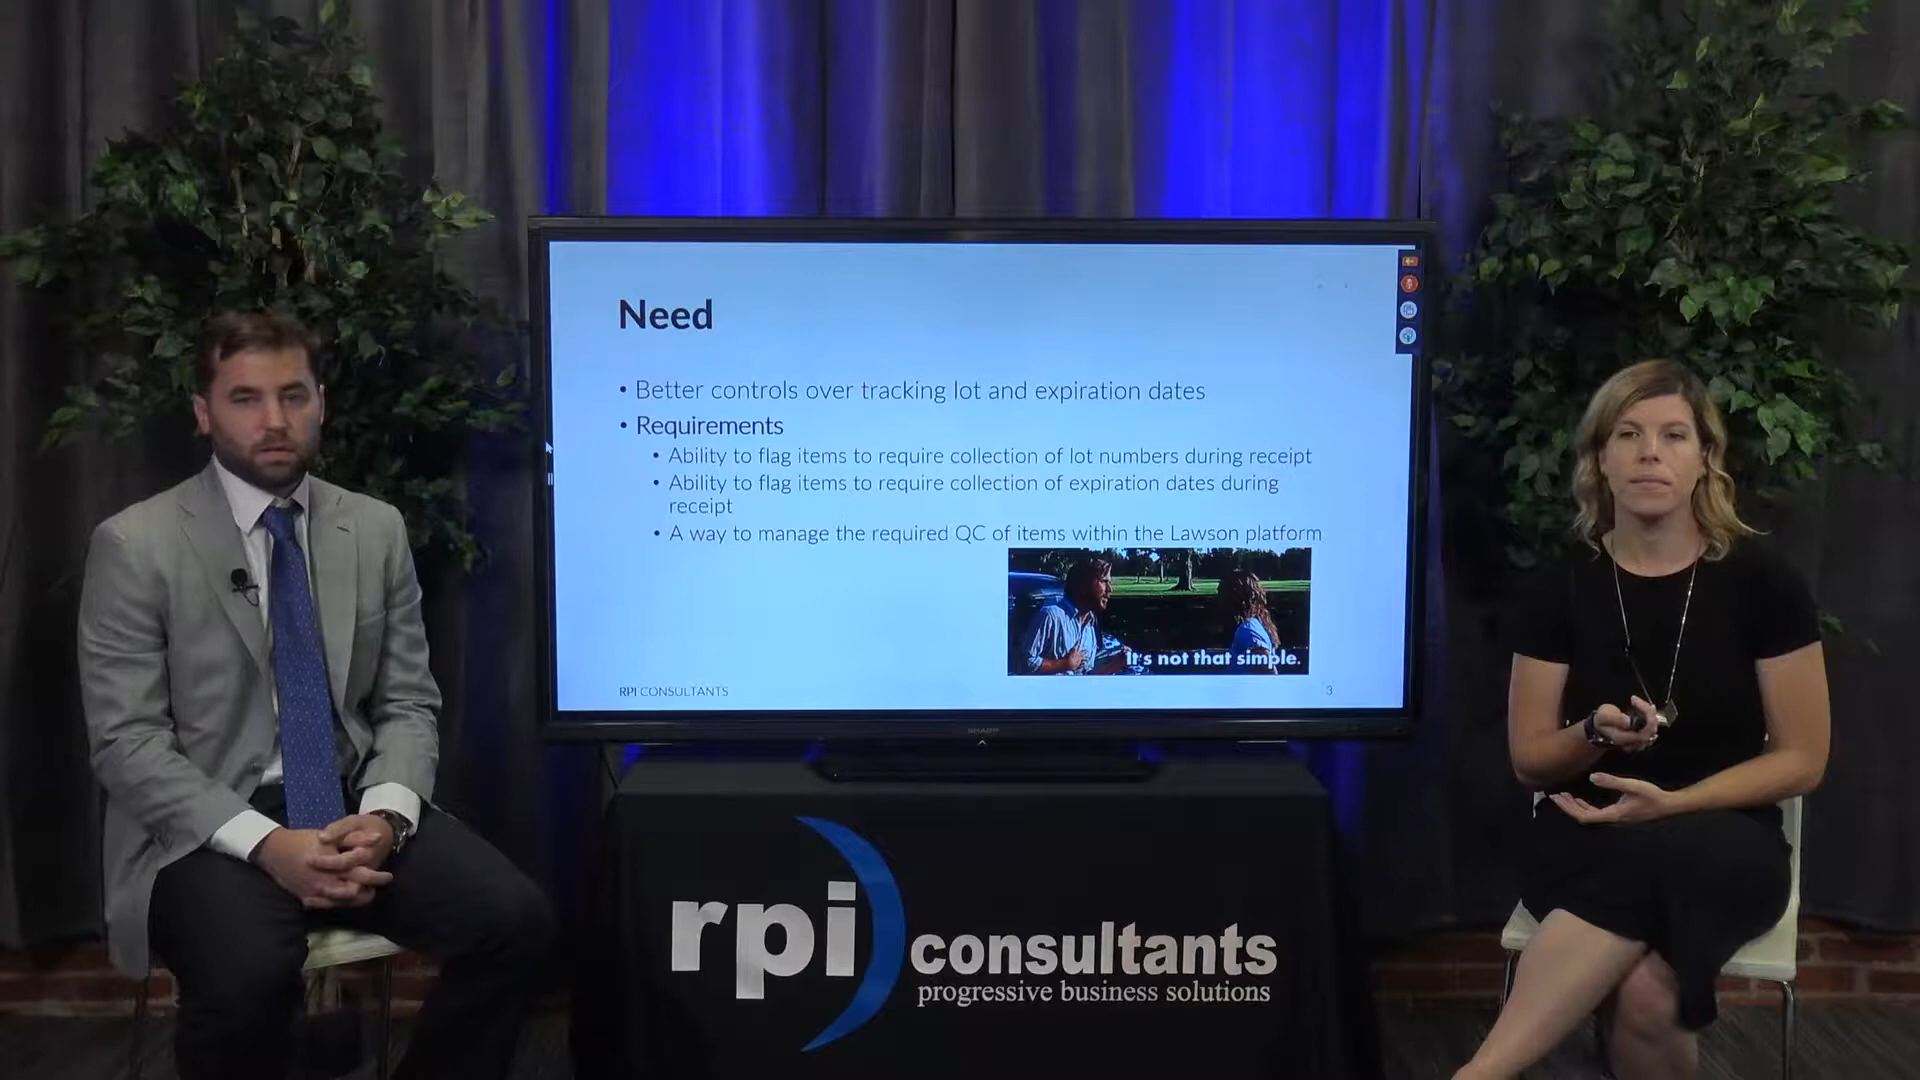 Need
• Better controls over tracking lot and expiration dates
• Requirements
• Ability to flag items to require collection of lot numbers during receipt
• Ability to flag items to require collection of expiration dates during
receipt
• A way to manage the required QC of items within the Lawson platform
It's not that simple.
RPI CONSULTANTS
3
SHARP
rpi consultants
progressive business solutions